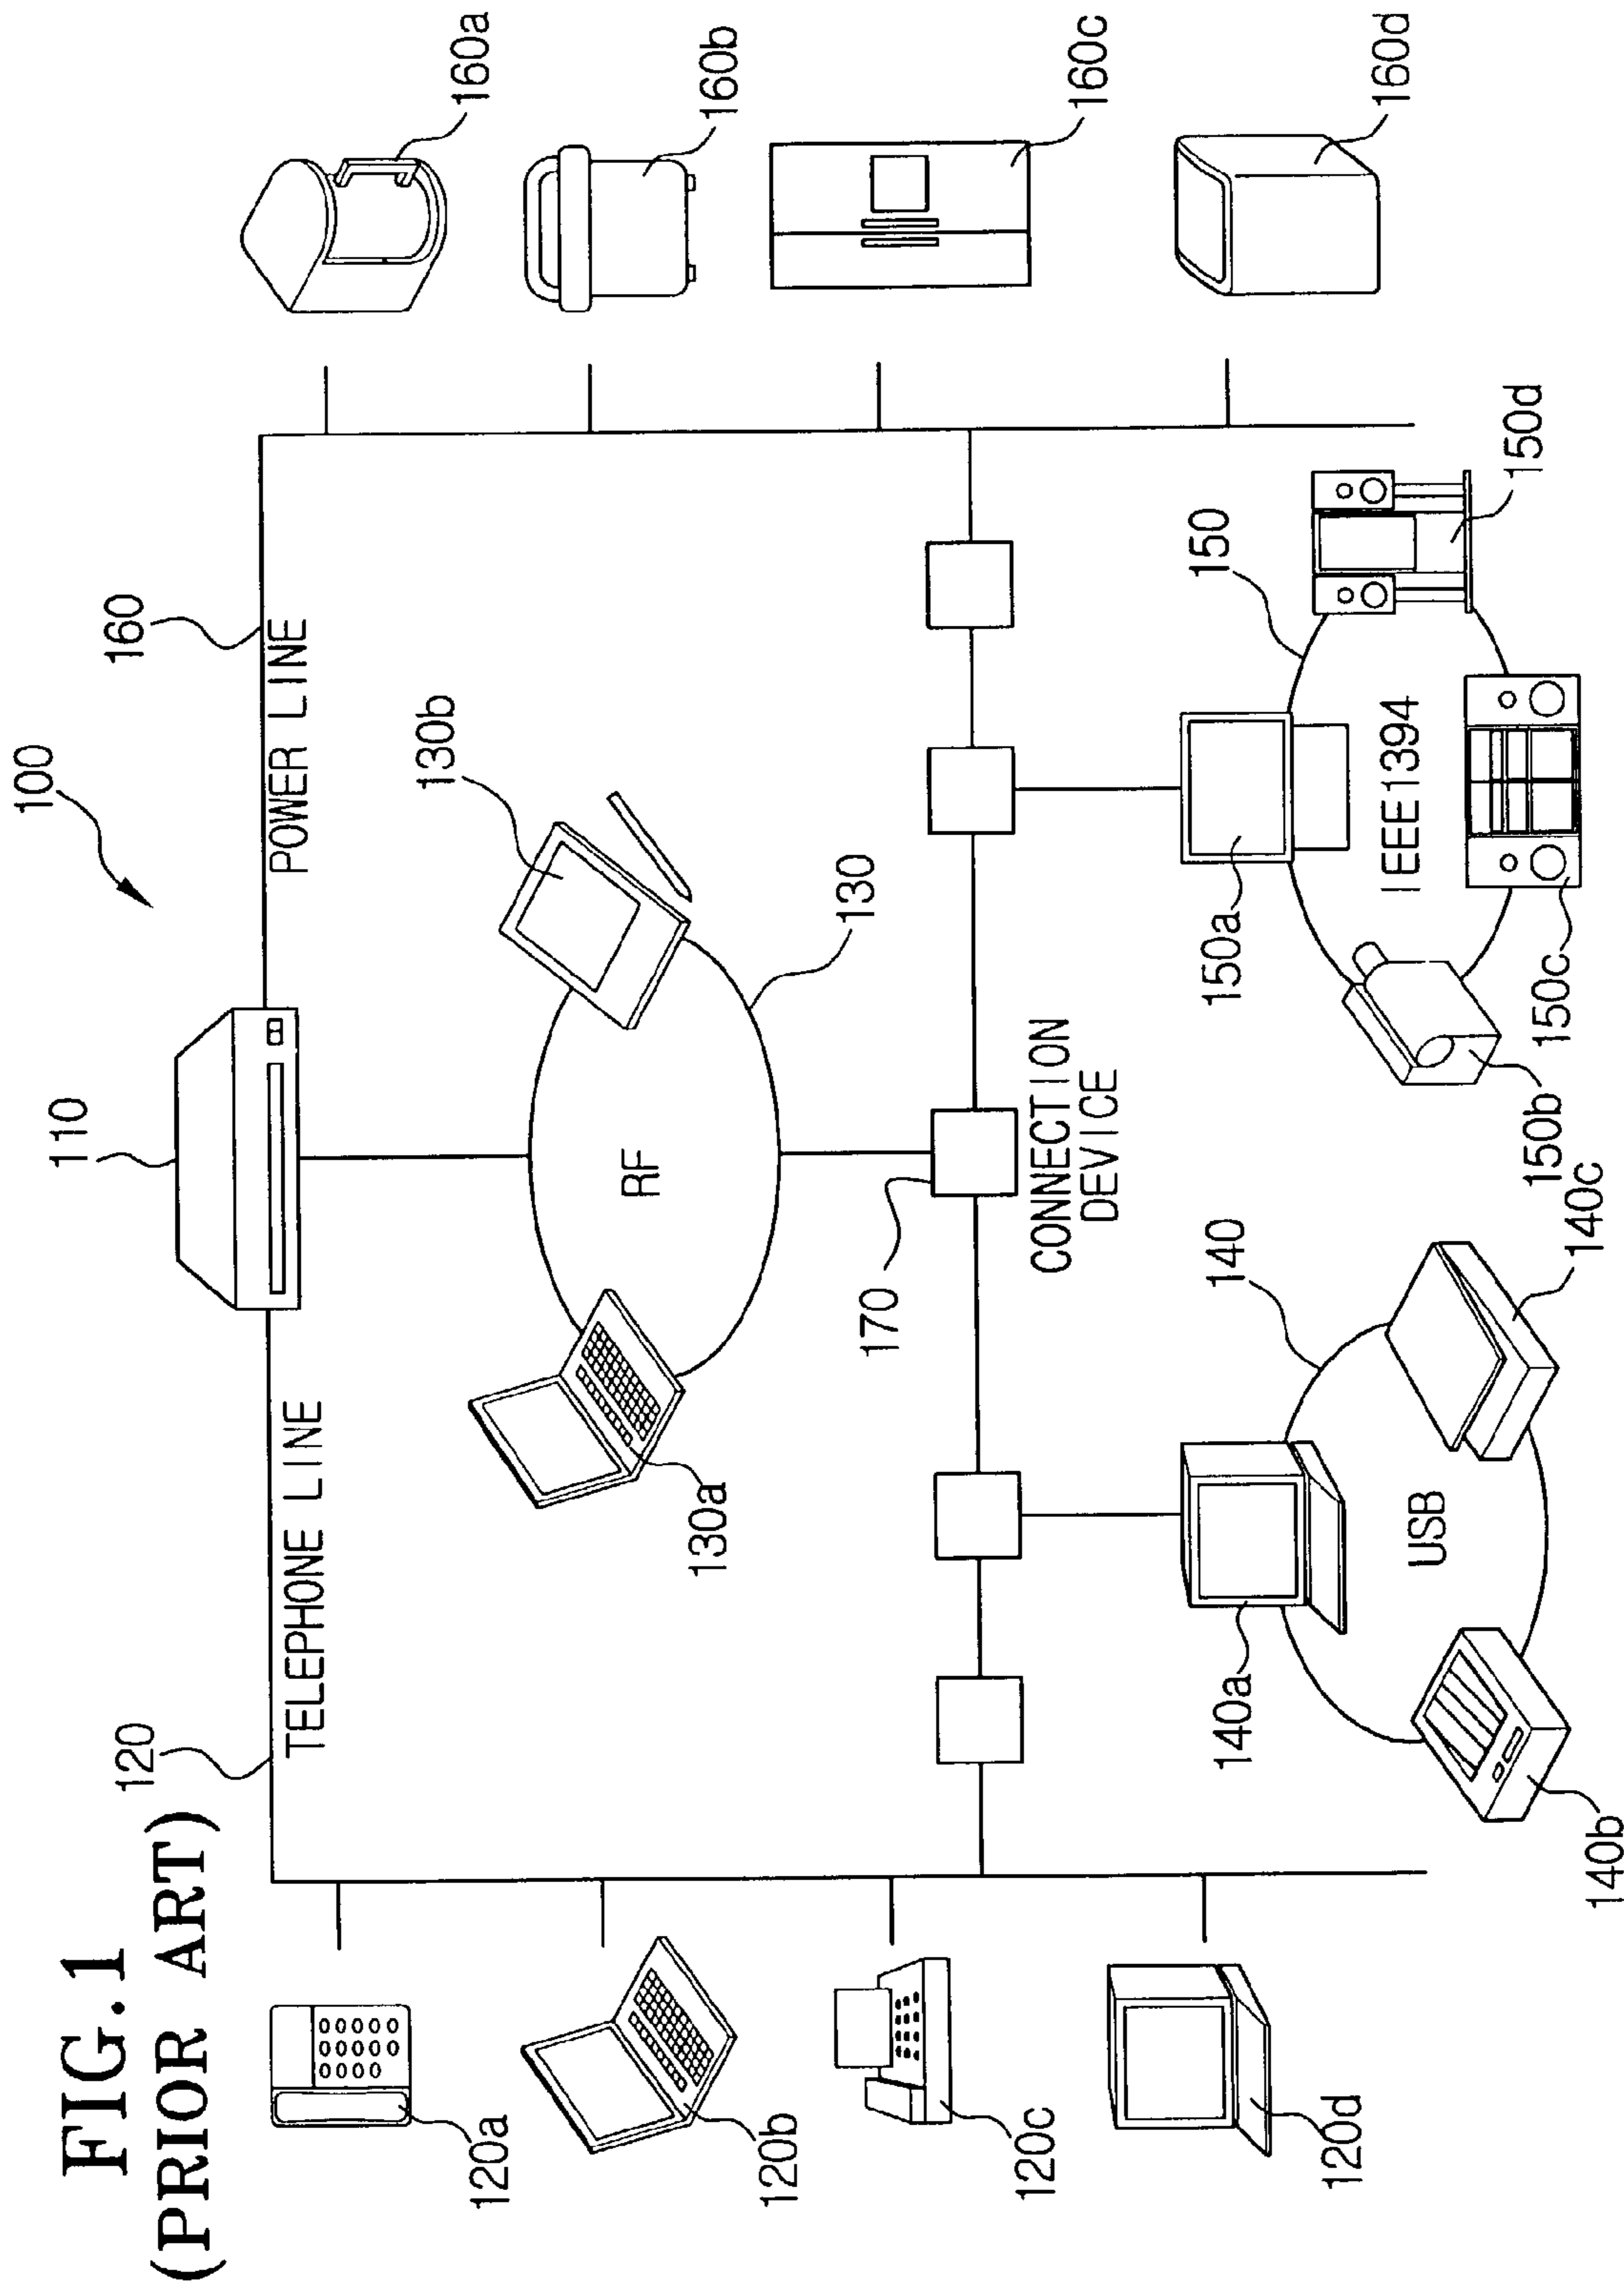 FIG.1
(PRIOR ART)
100
110
120
TELEPHONE LINE
160
POWER LINE
120a
120b
120c
120d
130a
RF
130b
130
170
CONNECTION
DEVICE
160a
160b
160c
160d
140a
140
USB
140b
140c
150a
150
IEEE1394
150b
150c
150d